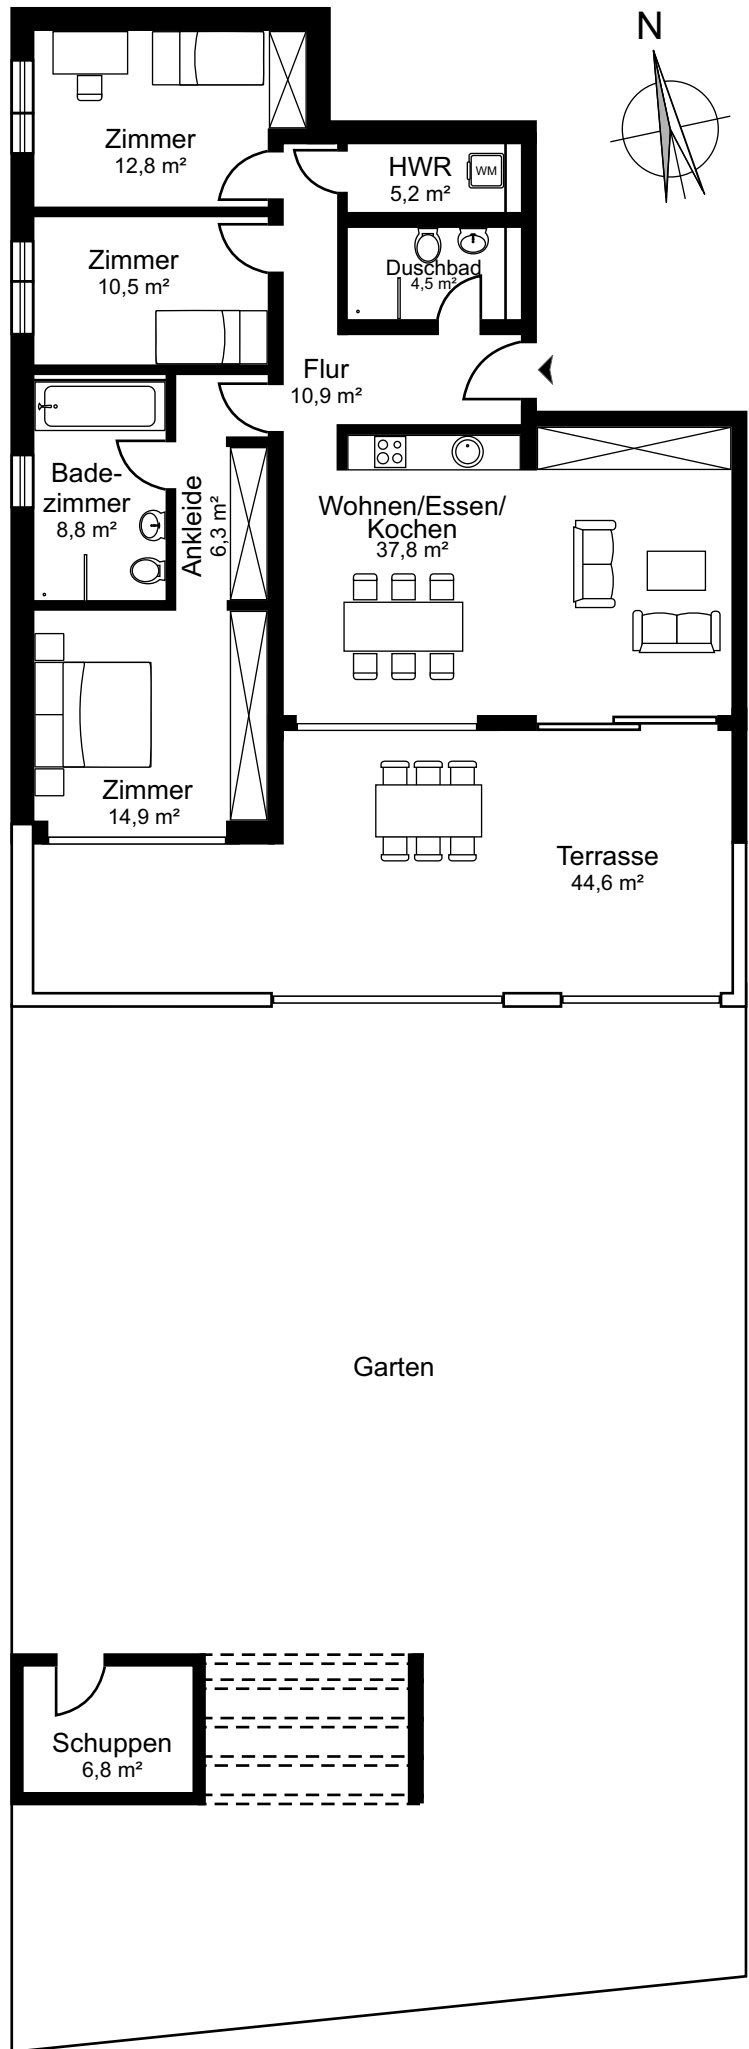 N
Zimmer
12,8 m²
HWR
5,2 m²
WM
Zimmer
10,5 m²
Duschbad
4,5 m²
Flur
10,9 m²
Bade-
zimmer
8,8 m²
Ankleide
6,3 m²
Wohnen/Essen/
Kochen
37,8 m²
Zimmer
14,9 m²
Terrasse
44,6 m²
Garten
Schuppen
6,8 m²